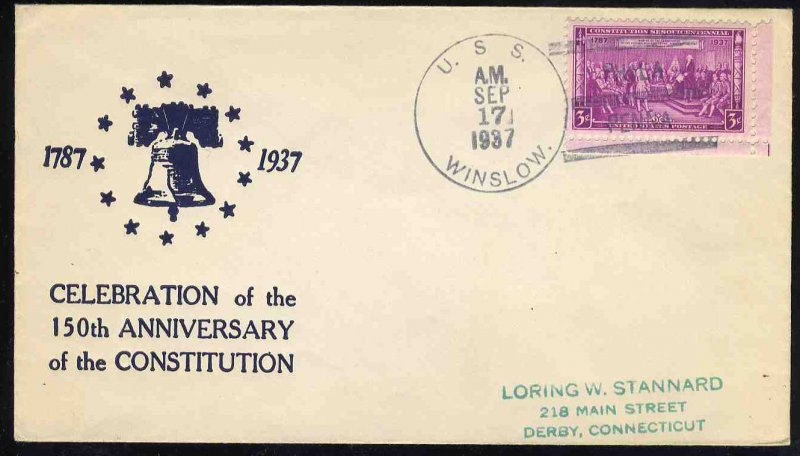 1787 1937
CELEBRATION of the
150th ANNIVERSARY
of the CONSTITUTION
U. S. S.
A.M.
SEP
17
1937
WINSLOW.
CONSTITUTION SESQUICENTENNIAL
1787 1937
3¢ 3¢
UNITED STATES POSTAGE
LORING W. STANNARD
218 MAIN STREET
DERBY, CONNECTICUT